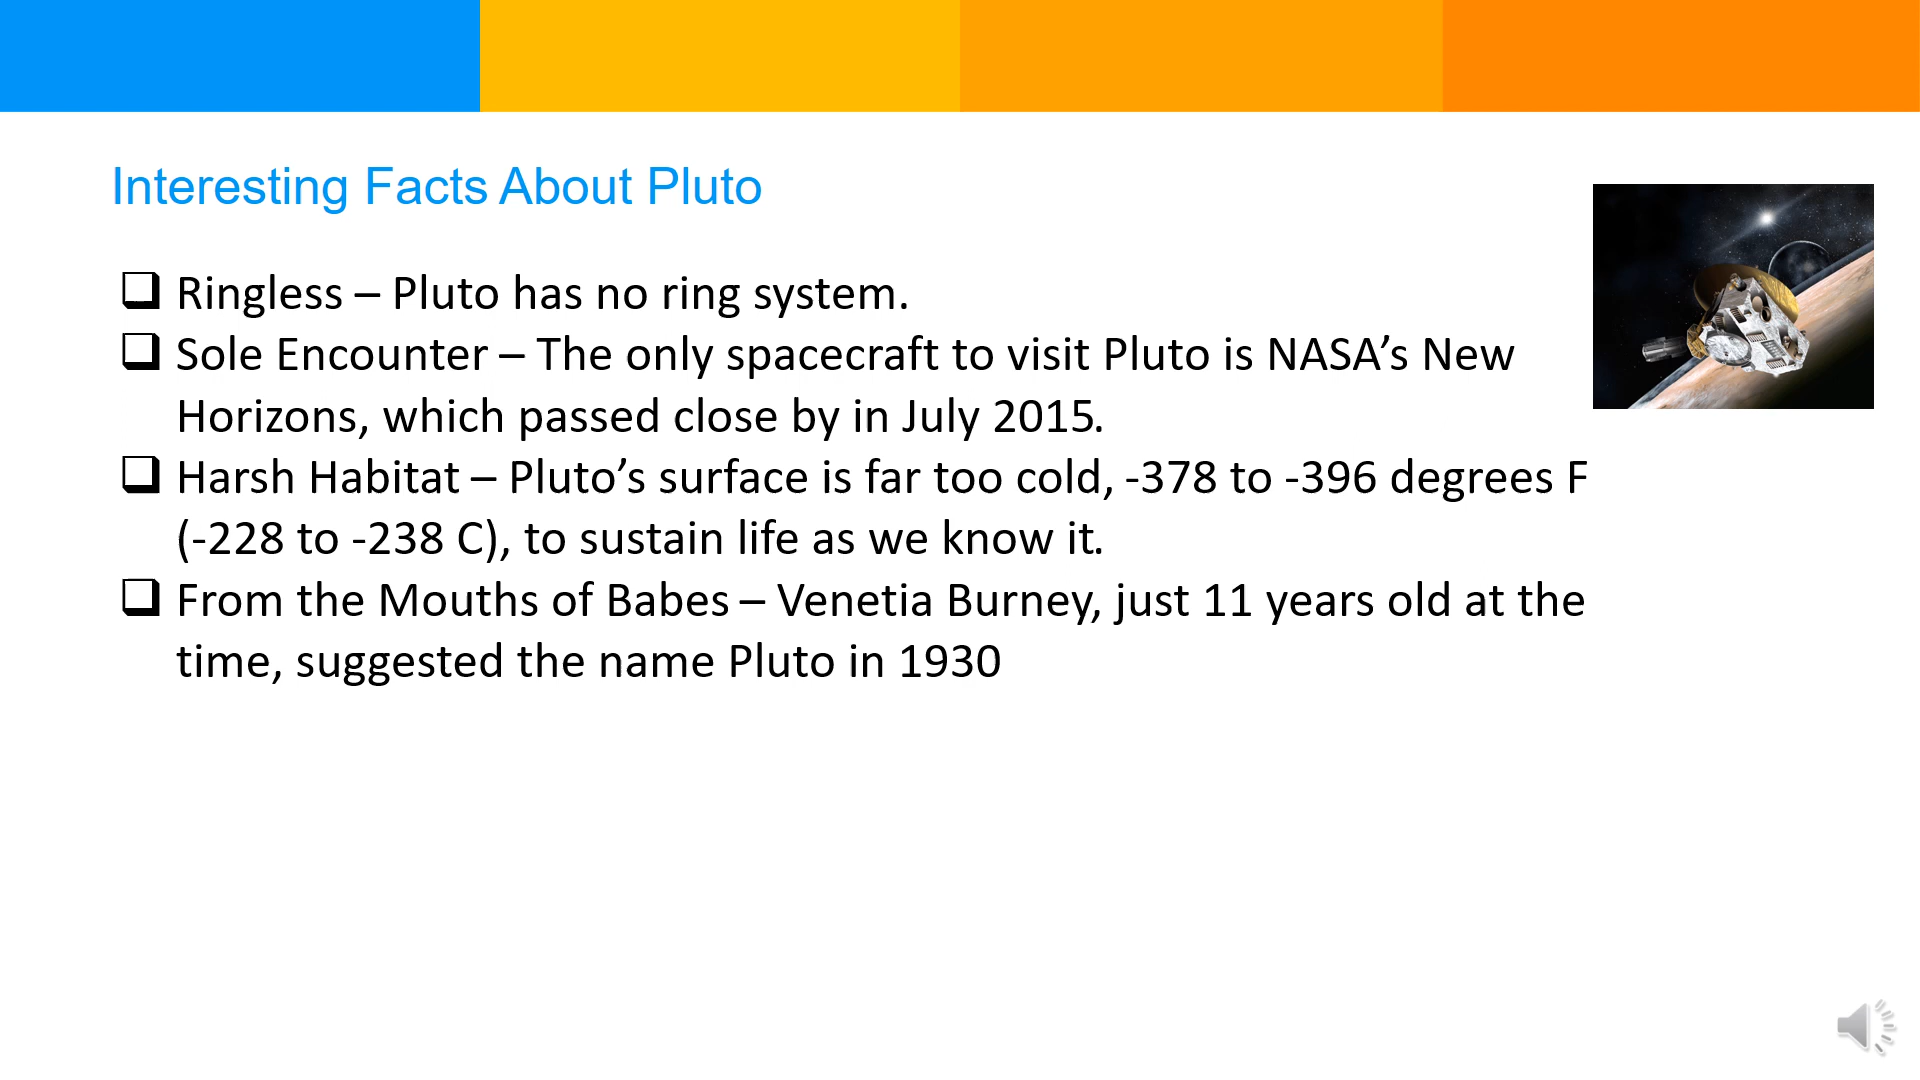 Interesting Facts About Pluto
❑ Ringless – Pluto has no ring system.
❑ Sole Encounter – The only spacecraft to visit Pluto is NASA’s New
Horizons, which passed close by in July 2015.
❑ Harsh Habitat – Pluto’s surface is far too cold, -378 to -396 degrees F
(-228 to -238 C), to sustain life as we know it.
❑ From the Mouths of Babes – Venetia Burney, just 11 years old at the
time, suggested the name Pluto in 1930